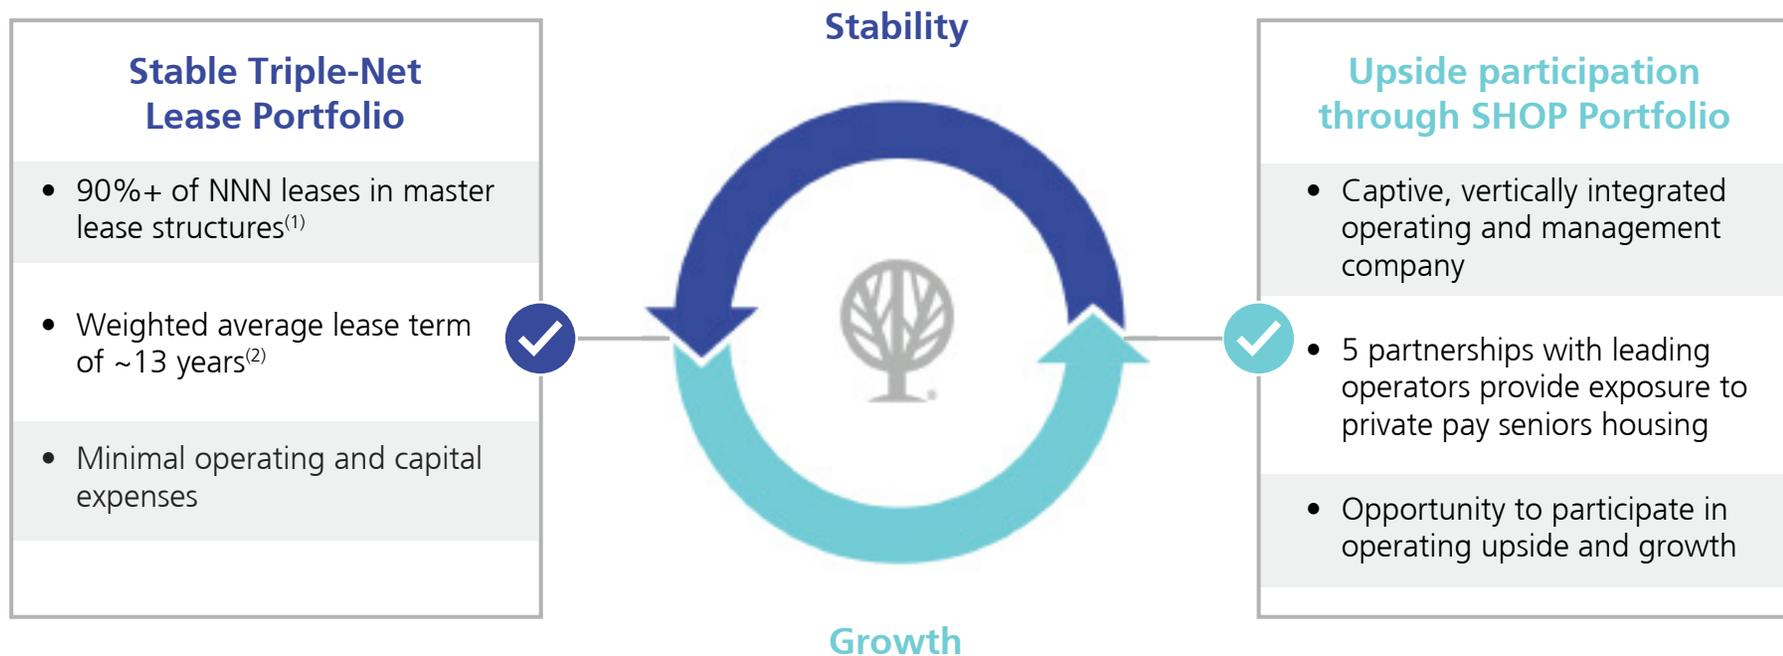 Stability
Stable Triple-Net
Lease Portfolio
• 90%+ of NNN leases in master
lease structures(1)
• Weighted average lease term
of ~13 years(2)
• Minimal operating and capital
expenses
®
Growth
Upside participation
through SHOP Portfolio
• Captive, vertically integrated
operating and management
company
• 5 partnerships with leading
operators provide exposure to
private pay seniors housing
• Opportunity to participate in
operating upside and growth